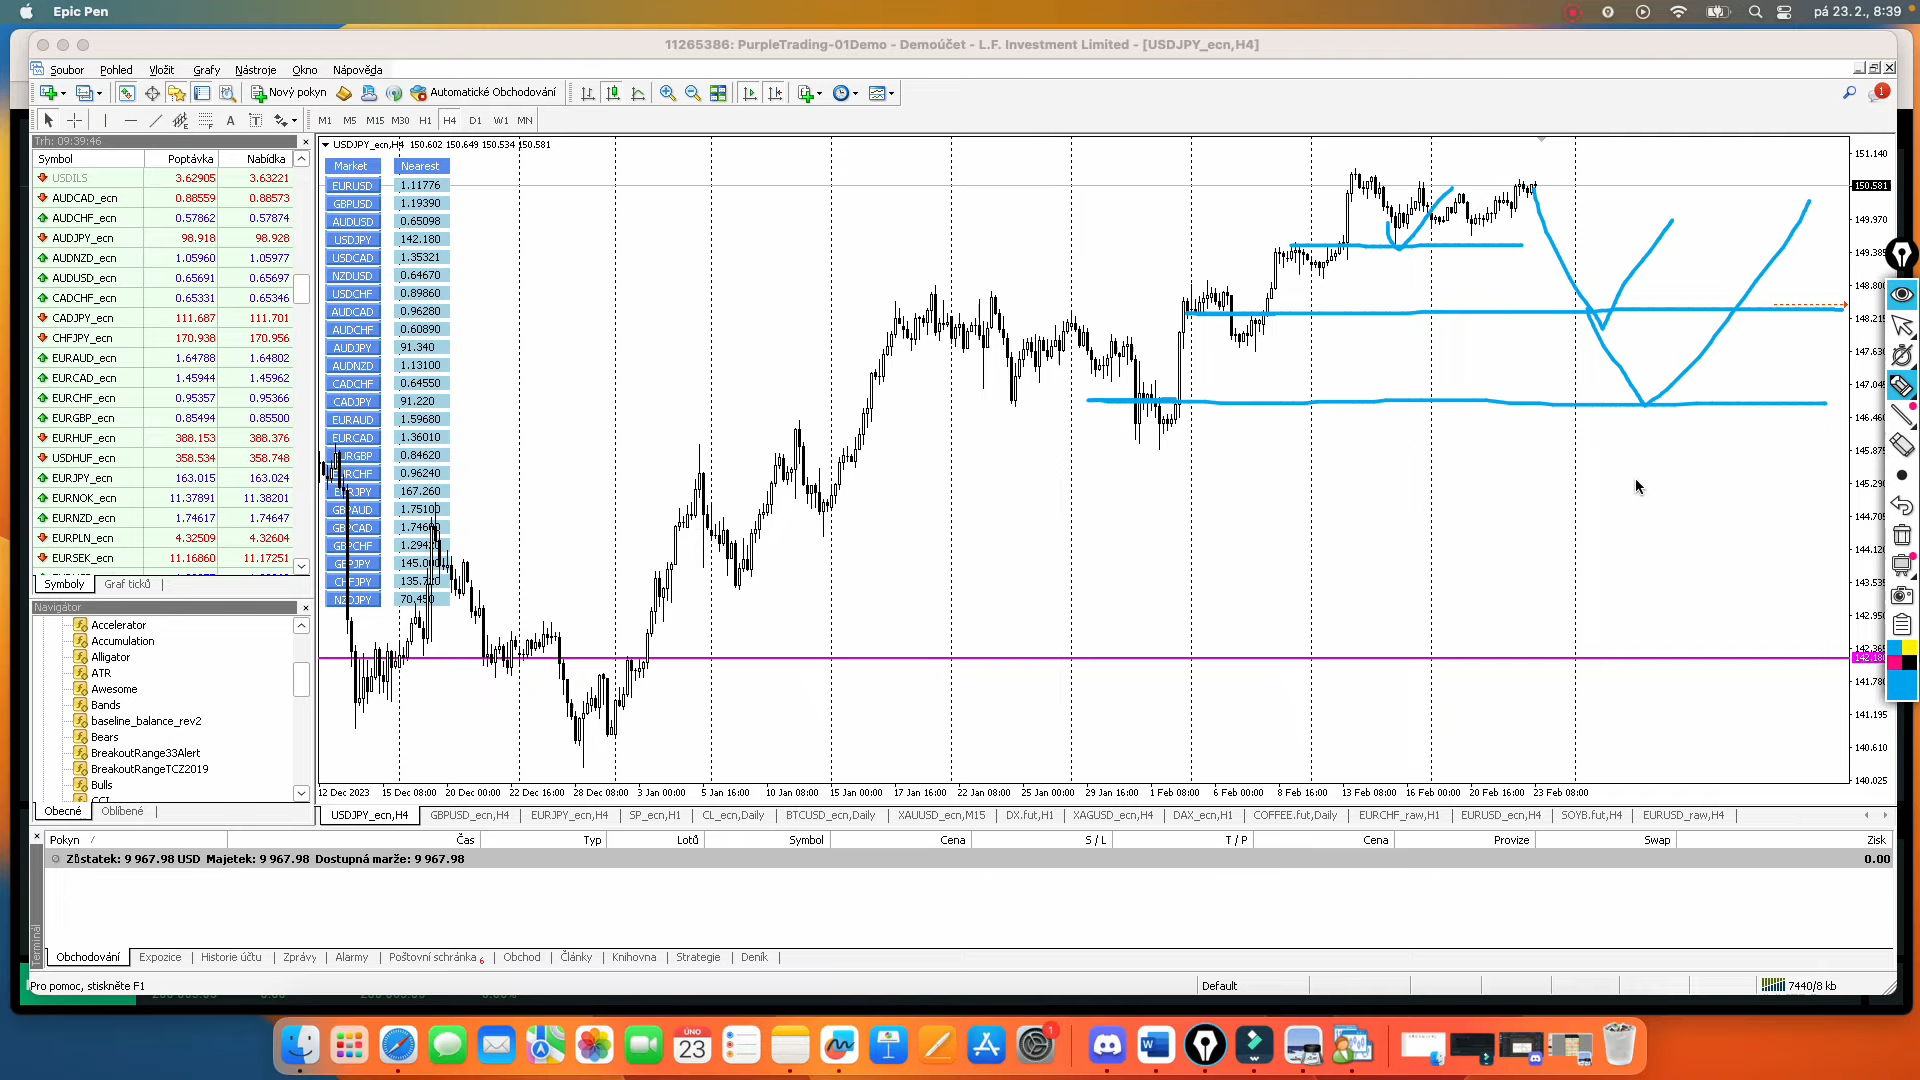 Epic Pen
pá 23.2., 8:39
11265386: PurpleTrading-01Demo - Demoúčet - L.F. Investment Limited - [USDJPY_ecn,H4]
Soubor Pohled Vložit Grafy Nástroje Okno Nápověda
Nový pokyn Automatické Obchodování 1
A T M1 M5 M15 M30 H1 H4 D1 W1 MN
Trh: 09:39:46
Symbol Poptávka Nabídka
USDILS 3.62905 3.63221
AUDCAD_ecn 0.88559 0.88573
AUDCHF_ecn 0.57862 0.57874
AUDJPY_ecn 98.918 98.928
AUDNZD_ecn 1.05960 1.05977
AUDUSD_ecn 0.65691 0.65697
CADCHF_ecn 0.65331 0.65346
CADJPY_ecn 111.687 111.701
CHFJPY_ecn 170.938 170.956
EURAUD_ecn 1.64788 1.64802
EURCAD_ecn 1.45944 1.45962
EURCHF_ecn 0.95357 0.95366
EURGBP_ecn 0.85494 0.85500
EURHUF_ecn 388.153 388.376
USDHUF_ecn 358.534 358.748
EURJPY_ecn 163.015 163.024
EURNOK_ecn 11.37891 11.38201
EURNZD_ecn 1.74617 1.74647
EURPLN_ecn 4.32509 4.32604
EURSEK_ecn 11.16860 11.17251
Symboly Graf ticků
Navigátor
Accelerator
Accumulation
Alligator
ATR
Awesome
Bands
baseline_balance_rev2
Bears
BreakoutRange33Alert
BreakoutRangeTCZ2019
Bulls
CCI
Obecné Oblíbené
USDJPY_ecn,H4 150.602 150.649 150.534 150.581
Market Nearest
EURUSD 1.11776
GBPUSD 1.19390
AUDUSD 0.65098
USDJPY 142.180
USDCAD 1.35321
NZDUSD 0.64670
USDCHF 0.89860
AUDCAD 0.96280
AUDCHF 0.60890
AUDJPY 91.340
AUDNZD 1.13100
CADCHF 0.64550
CADJPY 91.220
EURAUD 1.59680
EURCAD 1.36010
EURGBP 0.84620
EURCHF 0.96240
EURJPY 167.260
GBPAUD 1.75100
GBPCAD
GBPCHF
GBPJPY
CHFJPY
NZDJPY 70.450
151.140
150.581
149.970
149.385
148.800
148.215
147.630
147.045
146.460
145.875
145.290
144.705
144.120
143.535
142.950
142.365
142.180
141.780
141.195
140.610
140.025
12 Dec 2023 15 Dec 08:00 20 Dec 00:00 22 Dec 16:00 28 Dec 08:00 3 Jan 00:00 5 Jan 16:00 10 Jan 08:00 15 Jan 00:00 17 Jan 16:00 22 Jan 08:00 25 Jan 00:00 29 Jan 16:00 1 Feb 08:00 6 Feb 00:00 8 Feb 16:00 13 Feb 08:00 16 Feb 00:00 20 Feb 16:00 23 Feb 08:00
USDJPY_ecn,H4 GBPUSD_ecn,H4 EURJPY_ecn,H4 SP_ecn,H1 CL_ecn,Daily BTCUSD_ecn,Daily XAUUSD_ecn,M15 DX.fut,H1 XAGUSD_ecn,H4 DAX_ecn,H1 COFFEE.fut,Daily EURCHF_raw,H1 EURUSD_ecn,H4 SOYB.fut,H4 EURUSD_raw,H4
Pokyn / Čas Typ Lotů Symbol Cena S / L T / P Cena Provize Swap Zisk
Zůstatek: 9 967.98 USD Majetek: 9 967.98 Dostupná marže: 9 967.98 0.00
Terminál
Obchodování Expozice Historie účtu Zprávy Alarmy Poštovní schránka 6 Obchod Články Knihovna Strategie Deník
Pro pomoc, stiskněte F1 Default 7440/8 kb
ÚNO
23
1
W